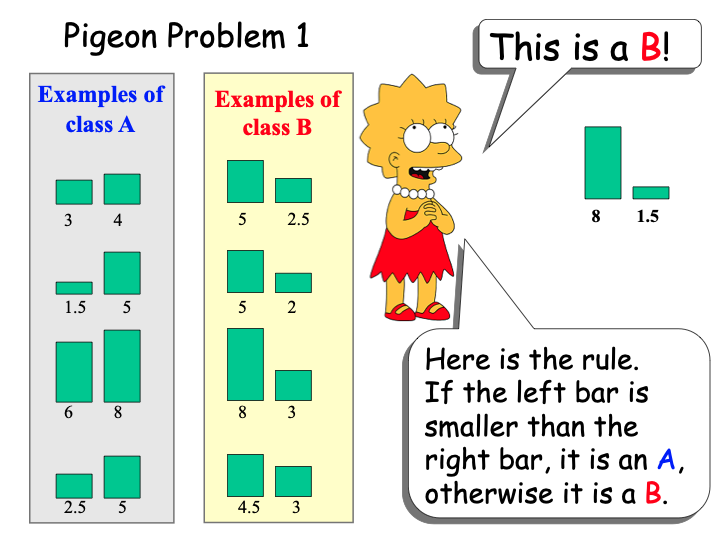 Pigeon Problem 1
Examples of
class A
3 4
1.5 5
6 8
2.5 5
Examples of
class B
5 2.5
5 2
8 3
4.5 3
This is a B!
8 1.5
Here is the rule.
If the left bar is
smaller than the
right bar, it is an A,
otherwise it is a B.